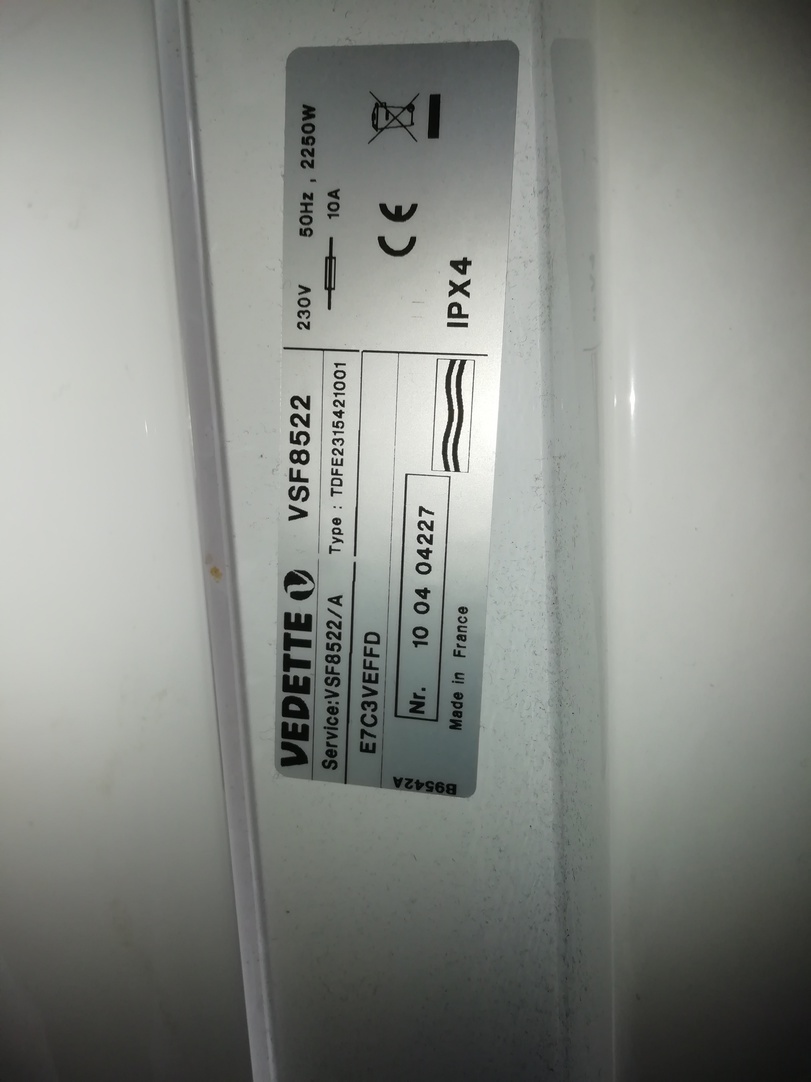 VEDETTE VSF8522
Service:VSF8522/A Type : TDFE2315421001
E7C3VEFFD
Nr. 10 04 04227
Made in France
B9542A
230V 50Hz , 2250W
10A
CE
IPX4